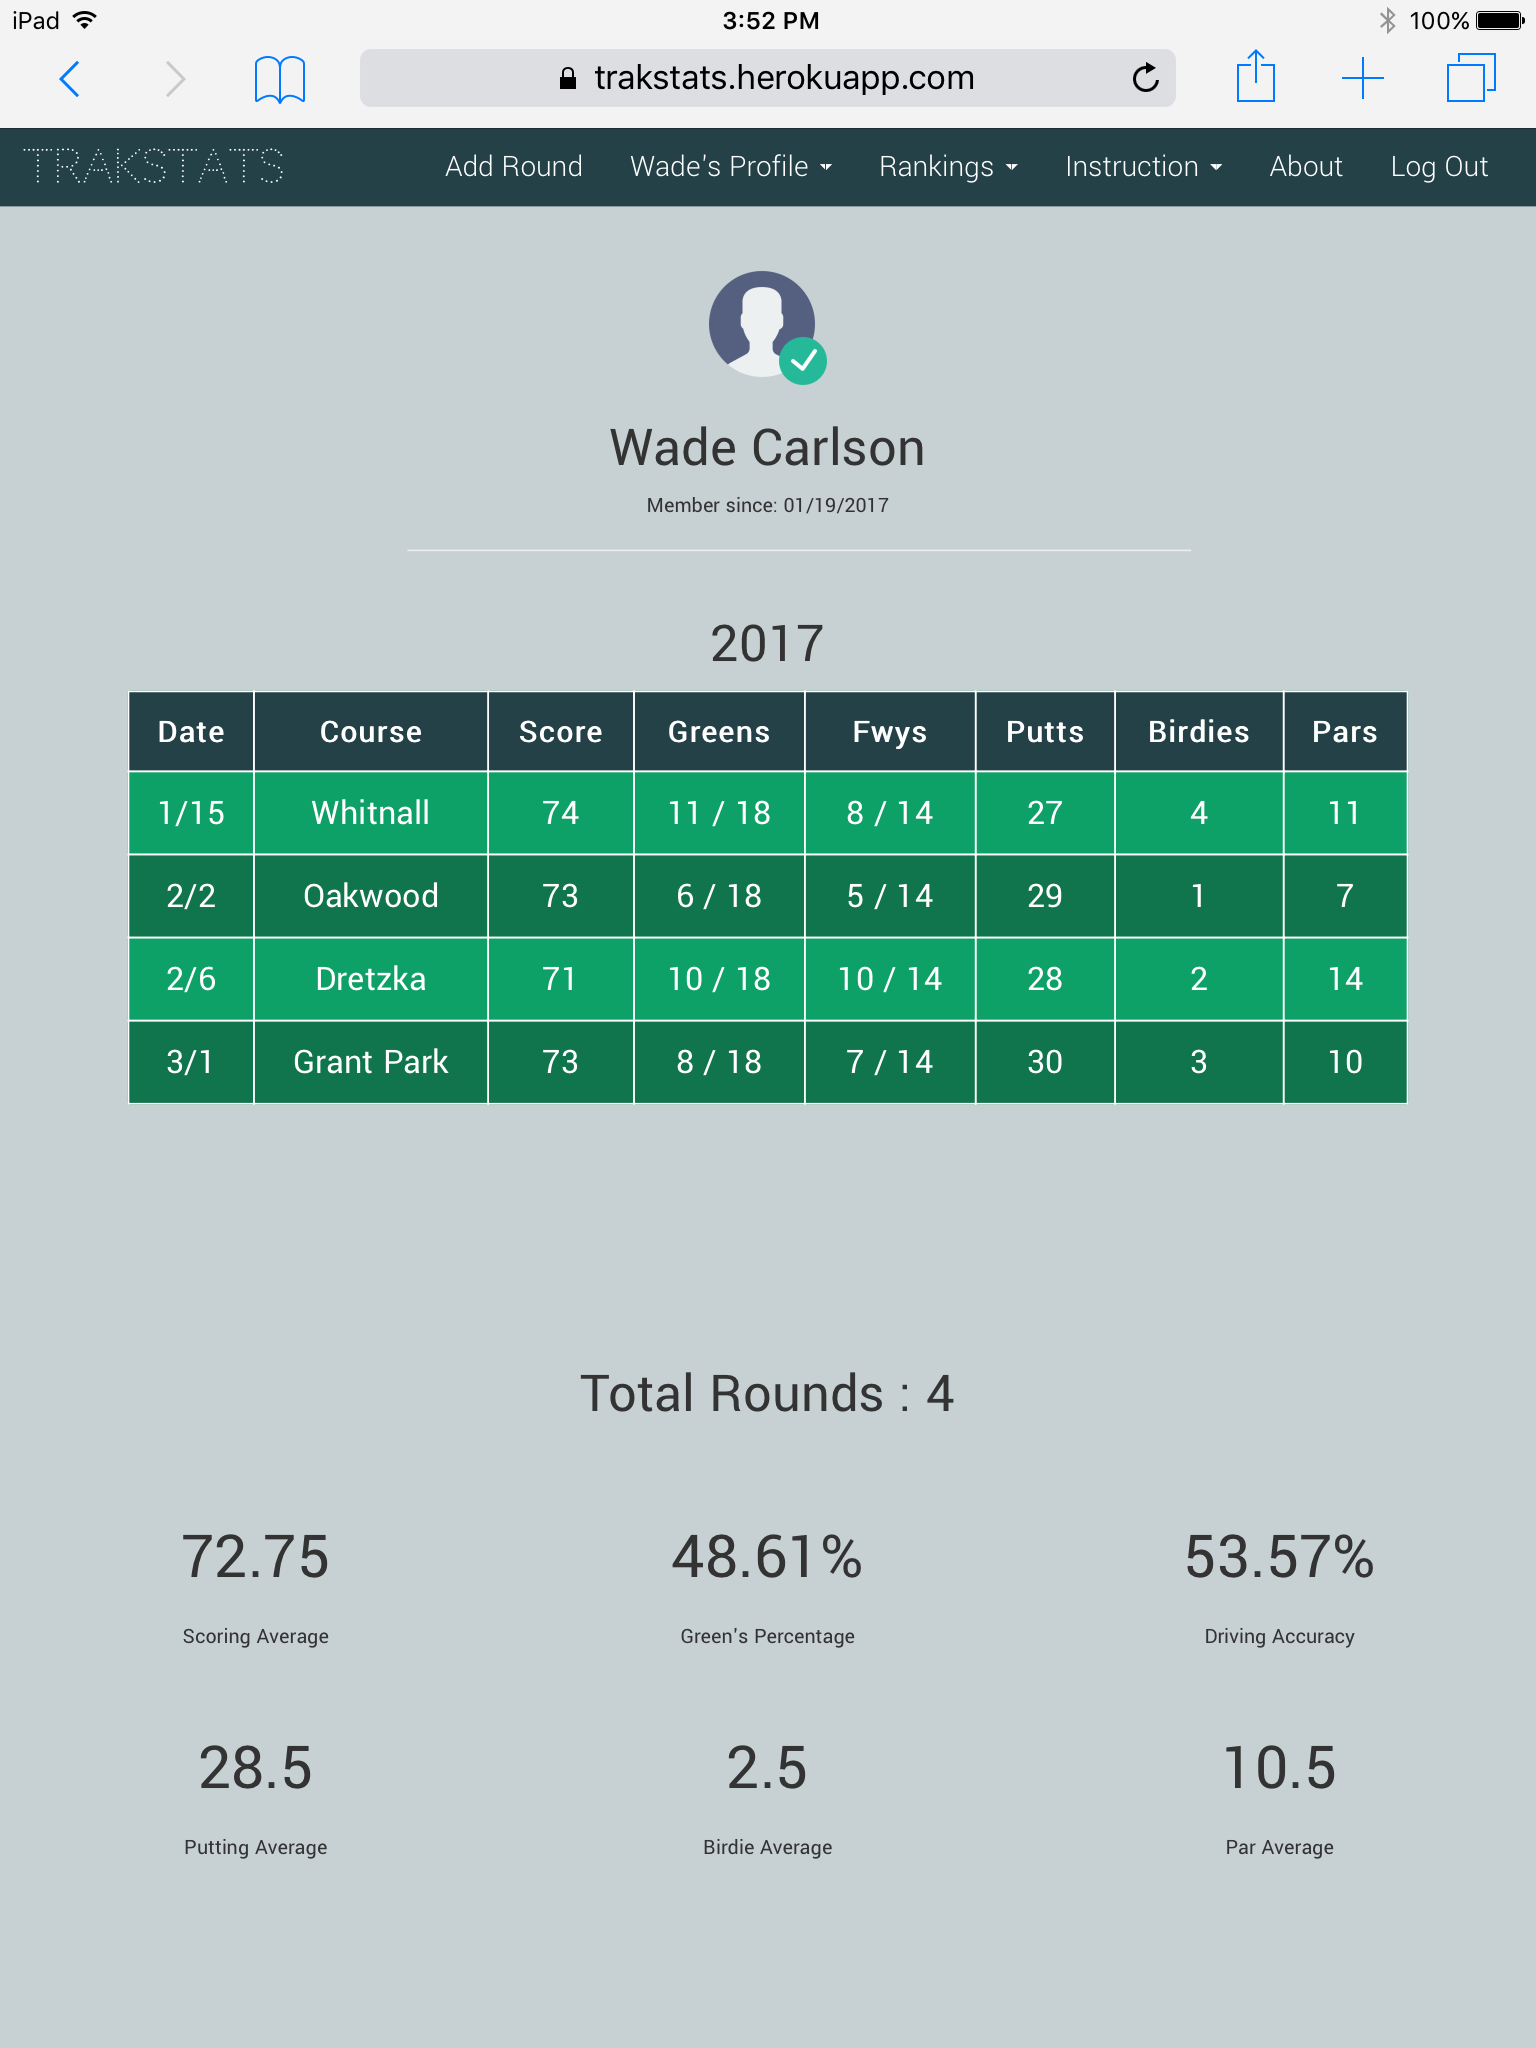 iPad 3:52 PM 100%
trakstats.herokuapp.com
TRAKSTATS Add Round Wade's Profile Rankings Instruction About Log Out
Wade Carlson
Member since: 01/19/2017
2017
Date Course Score Greens Fwys Putts Birdies Pars
1/15 Whitnall 74 11 / 18 8 / 14 27 4 11
2/2 Oakwood 73 6 / 18 5 / 14 29 1 7
2/6 Dretzka 71 10 / 18 10 / 14 28 2 14
3/1 Grant Park 73 8 / 18 7 / 14 30 3 10
Total Rounds : 4
72.75 48.61% 53.57%
Scoring Average Green's Percentage Driving Accuracy
28.5 2.5 10.5
Putting Average Birdie Average Par Average